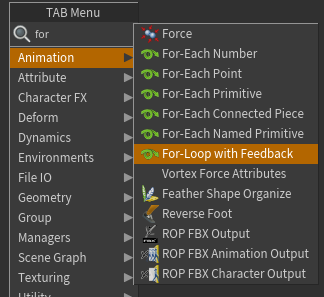 TAB Menu
for
Animation
Attribute
Character FX
Deform
Dynamics
Environments
File IO
Geometry
Group
Managers
Scene Graph
Texturing
Utility
Force
For-Each Number
For-Each Point
For-Each Primitive
For-Each Connected Piece
For-Each Named Primitive
For-Loop with Feedback
Vortex Force Attributes
Feather Shape Organize
Reverse Foot
ROP FBX Output
ROP FBX Animation Output
ROP FBX Character Output